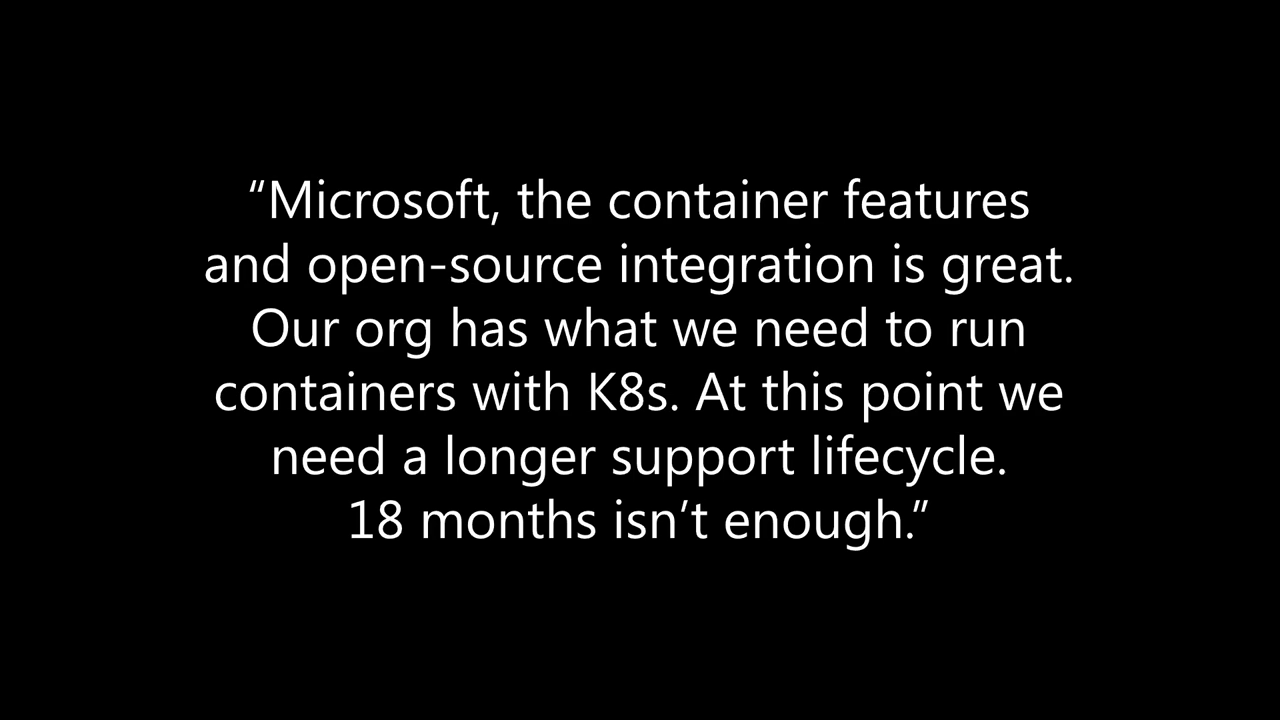 “Microsoft, the container features
and open-source integration is great.
Our org has what we need to run
containers with K8s. At this point we
need a longer support lifecycle.
18 months isn’t enough.”